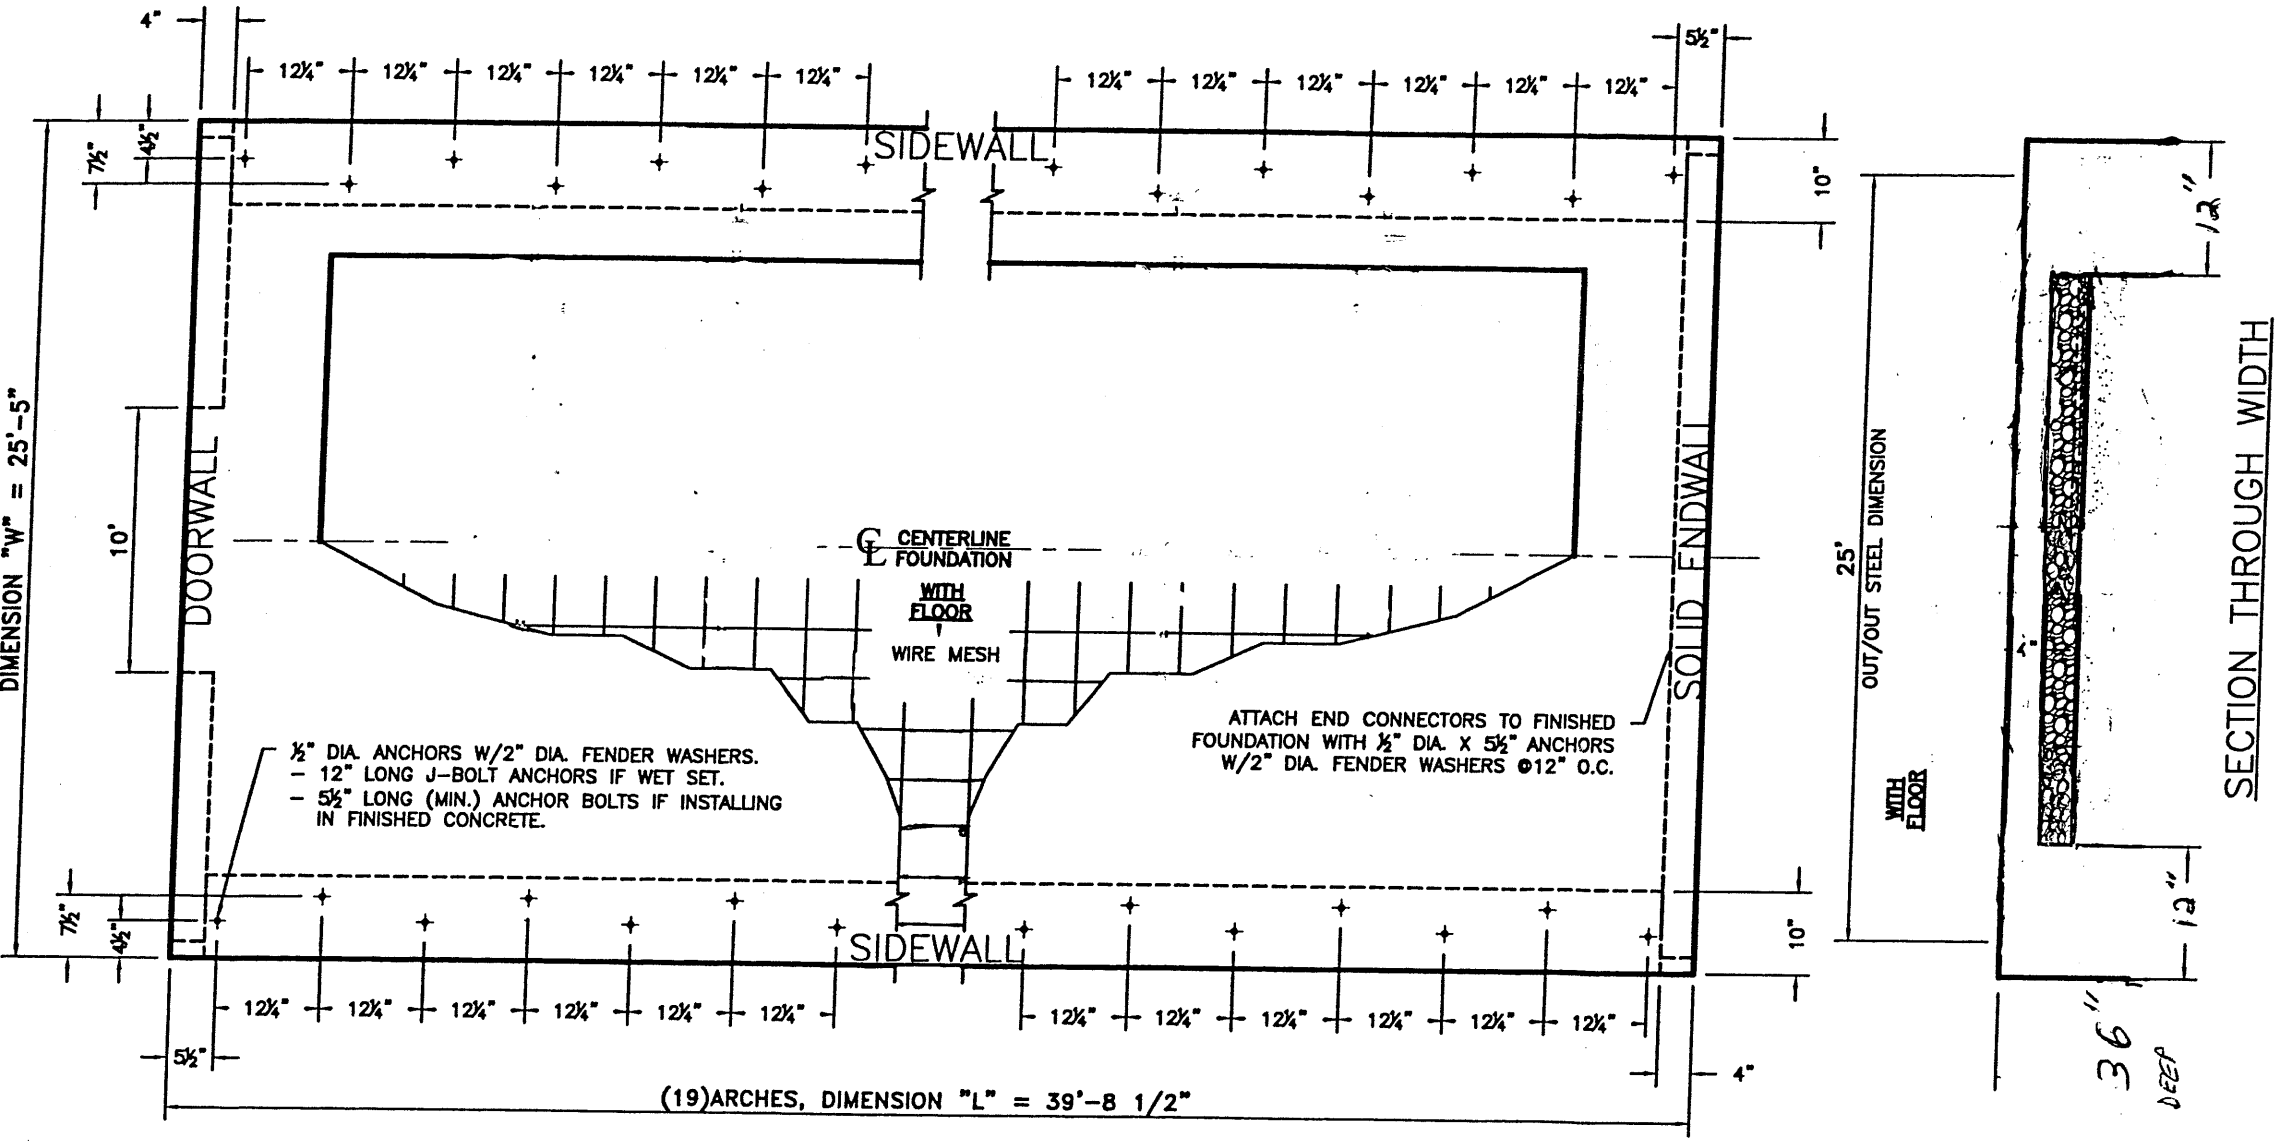 4"
5½"
12¼" 12¼" 12¼" 12¼" 12¼" 12¼"
12¼" 12¼" 12¼" 12¼" 12¼" 12¼"
7½"
4½"
SIDEWALL
10"
12"
DIMENSION "W" = 25'-5"
10'
DOORWALL
CL CENTERLINE
FOUNDATION
WITH
FLOOR
WIRE MESH
SOLID ENDWALL
25'
OUT/OUT STEEL DIMENSION
WITH
FLOOR
4"
SECTION THROUGH WIDTH
½" DIA. ANCHORS W/2" DIA. FENDER WASHERS.
- 12" LONG J-BOLT ANCHORS IF WET SET.
- 5½" LONG (MIN.) ANCHOR BOLTS IF INSTALLING
IN FINISHED CONCRETE.
ATTACH END CONNECTORS TO FINISHED
FOUNDATION WITH ½" DIA. X 5½" ANCHORS
W/2" DIA. FENDER WASHERS @12" O.C.
7½"
4½"
SIDEWALL
10"
12"
12¼" 12¼" 12¼" 12¼" 12¼" 12¼"
12¼" 12¼" 12¼" 12¼" 12¼" 12¼"
5½"
4"
36"
DEEP
(19)ARCHES, DIMENSION "L" = 39'-8 1/2"